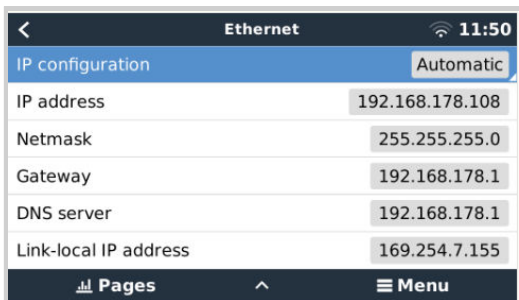 Ethernet 11:50
IP configuration Automatic
IP address 192.168.178.108
Netmask 255.255.255.0
Gateway 192.168.178.1
DNS server 192.168.178.1
Link-local IP address 169.254.7.155
Pages Menu